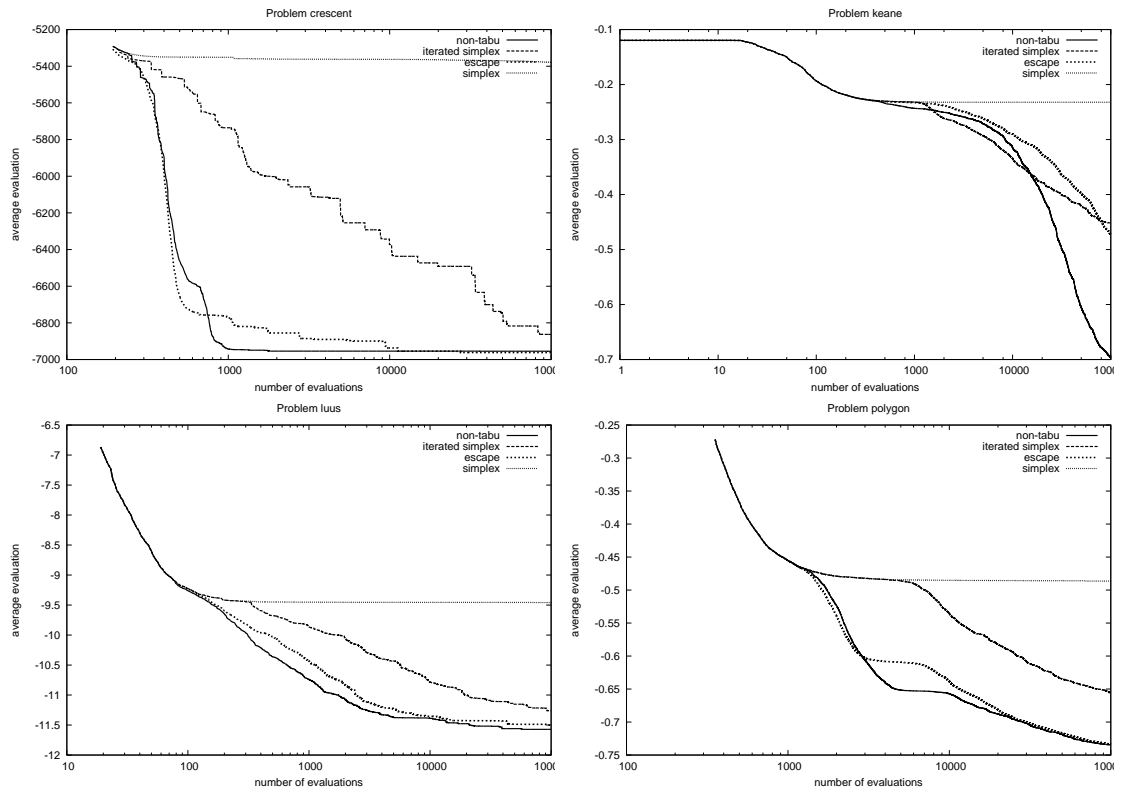 Problem crescent
-5200
-5400
-5600
-5800
-6000
-6200
-6400
-6600
-6800
-7000
100
1000
10000
1000
average evaluation
number of evaluations
non-tabu
iterated simplex
escape
simplex
Problem keane
-0.1
-0.2
-0.3
-0.4
-0.5
-0.6
-0.7
1
10
100
1000
10000
1000
average evaluation
number of evaluations
non-tabu
iterated simplex
escape
simplex
Problem luus
-6.5
-7
-7.5
-8
-8.5
-9
-9.5
-10
-10.5
-11
-11.5
-12
10
100
1000
10000
1000
average evaluation
number of evaluations
non-tabu
iterated simplex
escape
simplex
Problem polygon
-0.25
-0.3
-0.35
-0.4
-0.45
-0.5
-0.55
-0.6
-0.65
-0.7
-0.75
100
1000
10000
1000
average evaluation
number of evaluations
non-tabu
iterated simplex
escape
simplex